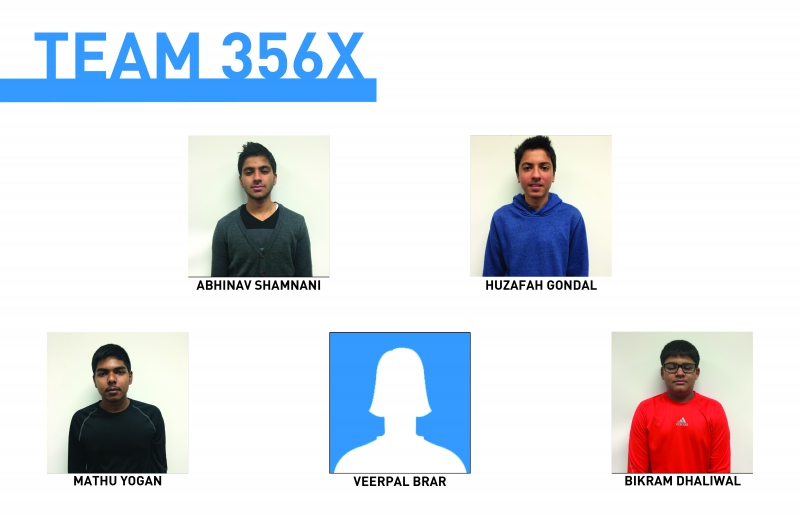 TEAM 356X
ABHINAV SHAMNANI
HUZAFAH GONDAL
MATHU YOGAN
VEERPAL BRAR
BIKRAM DHALIWAL